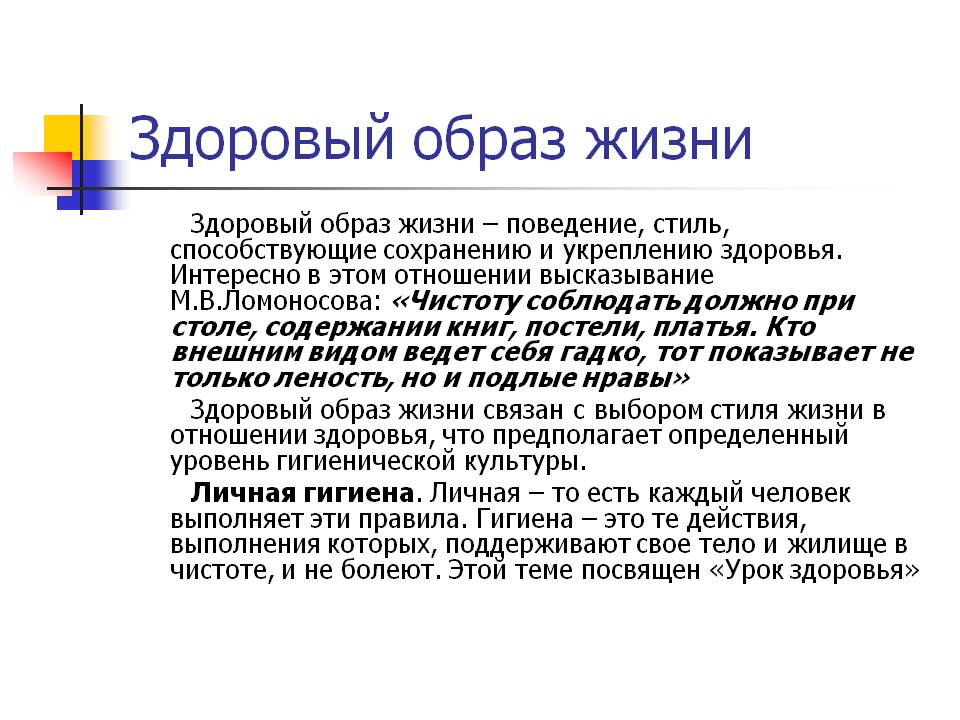 Здоровый образ жизни
Здоровый образ жизни – поведение, стиль,
способствующие сохранению и укреплению здоровья.
Интересно в этом отношении высказывание
М.В.Ломоносова: «Чистоту соблюдать должно при
столе, содержании книг, постели, платья. Кто
внешним видом ведет себя гадко, тот показывает не
только леность, но и подлые нравы»
Здоровый образ жизни связан с выбором стиля жизни в
отношении здоровья, что предполагает определенный
уровень гигиенической культуры.
Личная гигиена. Личная – то есть каждый человек
выполняет эти правила. Гигиена – это те действия,
выполнения которых, поддерживают свое тело и жилище в
чистоте, и не болеют. Этой теме посвящен «Урок здоровья»